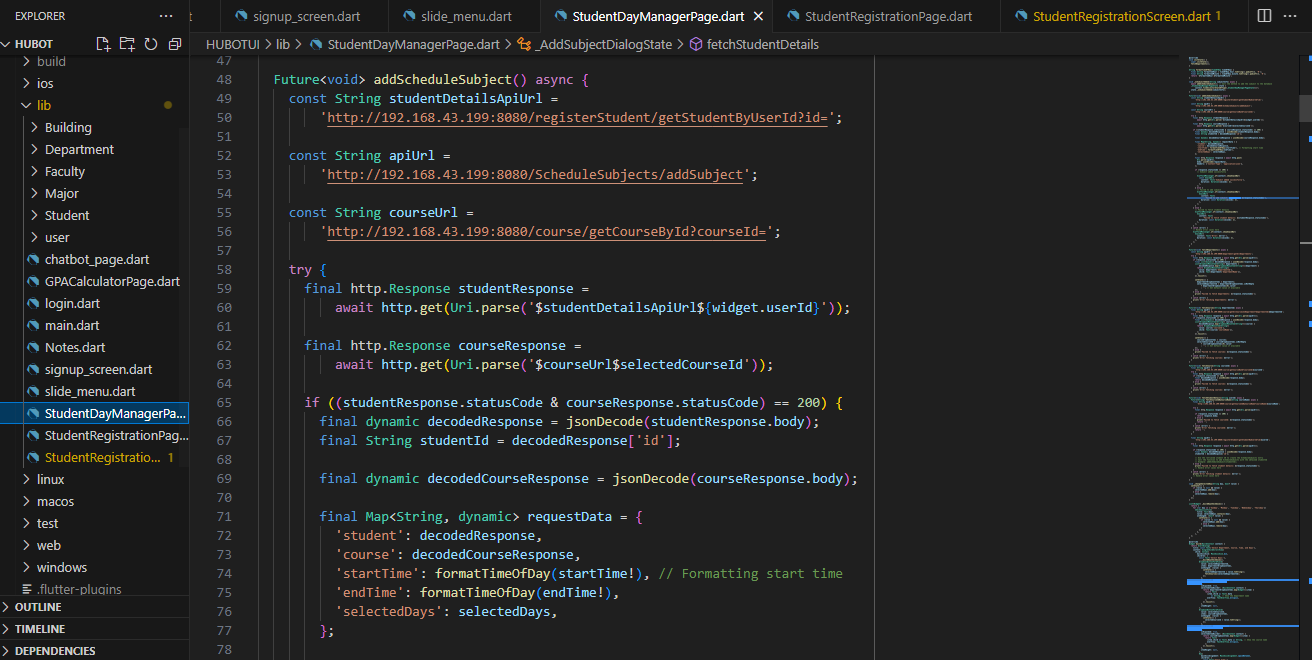 EXPLORER ···
signup_screen.dart slide_menu.dart StudentDayManagerPage.dart StudentRegistrationPage.dart StudentRegistrationScreen.dart 1 ···
HUBOT
HUBOTUI > lib > StudentDayManagerPage.dart > _AddSubjectDialogState > fetchStudentDetails
build
ios
lib
Building
Department
Faculty
Major
Student
user
chatbot_page.dart
GPACalculatorPage.dart
login.dart
main.dart
Notes.dart
signup_screen.dart
slide_menu.dart
StudentDayManagerPa...
StudentRegistrationPag...
StudentRegistratio... 1
linux
macos
test
web
windows
.flutter-plugins
OUTLINE
TIMELINE
DEPENDENCIES
47
48 Future<void> addScheduleSubject() async {
49 const String studentDetailsApiUrl =
50 'http://192.168.43.199:8080/registerStudent/getStudentByUserId?id=';
51
52 const String apiUrl =
53 'http://192.168.43.199:8080/ScheduleSubjects/addSubject';
54
55 const String courseUrl =
56 'http://192.168.43.199:8080/course/getCourseById?courseId=';
57
58 try {
59 final http.Response studentResponse =
60 await http.get(Uri.parse('$studentDetailsApiUrl${widget.userId}'));
61
62 final http.Response courseResponse =
63 await http.get(Uri.parse('$courseUrl$selectedCourseId'));
64
65 if ((studentResponse.statusCode & courseResponse.statusCode) == 200) {
66 final dynamic decodedResponse = jsonDecode(studentResponse.body);
67 final String studentId = decodedResponse['id'];
68
69 final dynamic decodedCourseResponse = jsonDecode(courseResponse.body);
70
71 final Map<String, dynamic> requestData = {
72 'student': decodedResponse,
73 'course': decodedCourseResponse,
74 'startTime': formatTimeOfDay(startTime!), // Formatting start time
75 'endTime': formatTimeOfDay(endTime!),
76 'selectedDays': selectedDays,
77 };
78